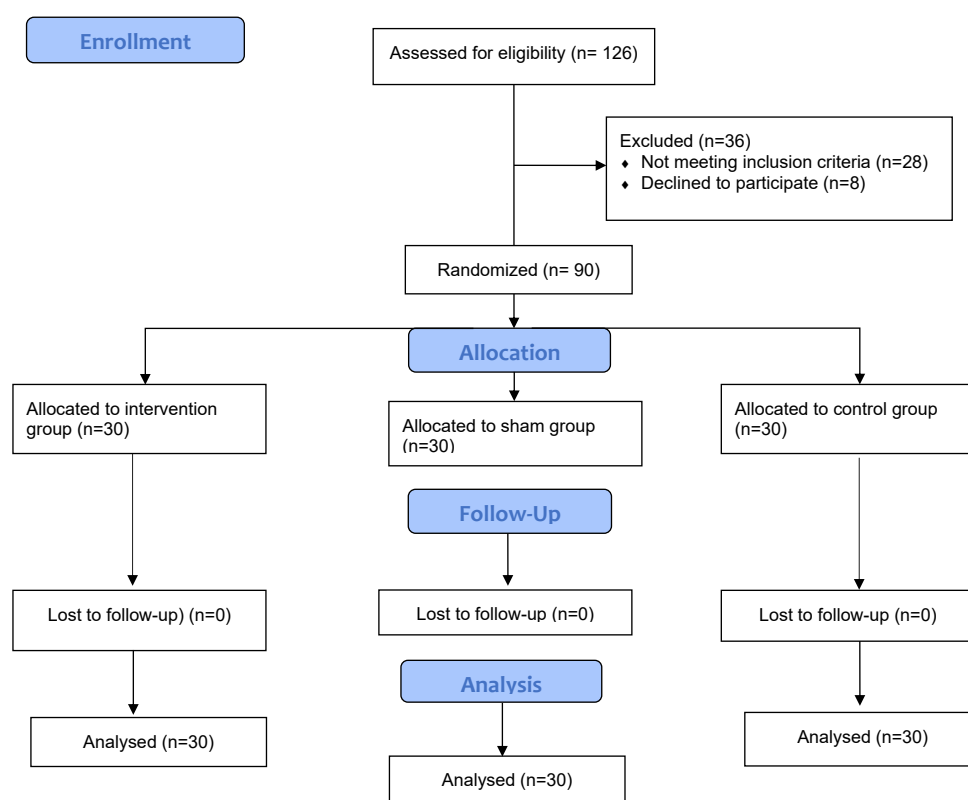 Enrollment
Assessed for eligibility (n= 126)
Excluded (n=36)
♦ Not meeting inclusion criteria (n=28)
♦ Declined to participate (n=8)
Randomized (n= 90)
Allocation
Allocated to intervention
group (n=30)
Allocated to sham group
(n=30)
Allocated to control group
(n=30)
Follow-Up
Lost to follow-up) (n=0)
Lost to follow-up (n=0)
Lost to follow-up (n=0)
Analysis
Analysed (n=30)
Analysed (n=30)
Analysed (n=30)